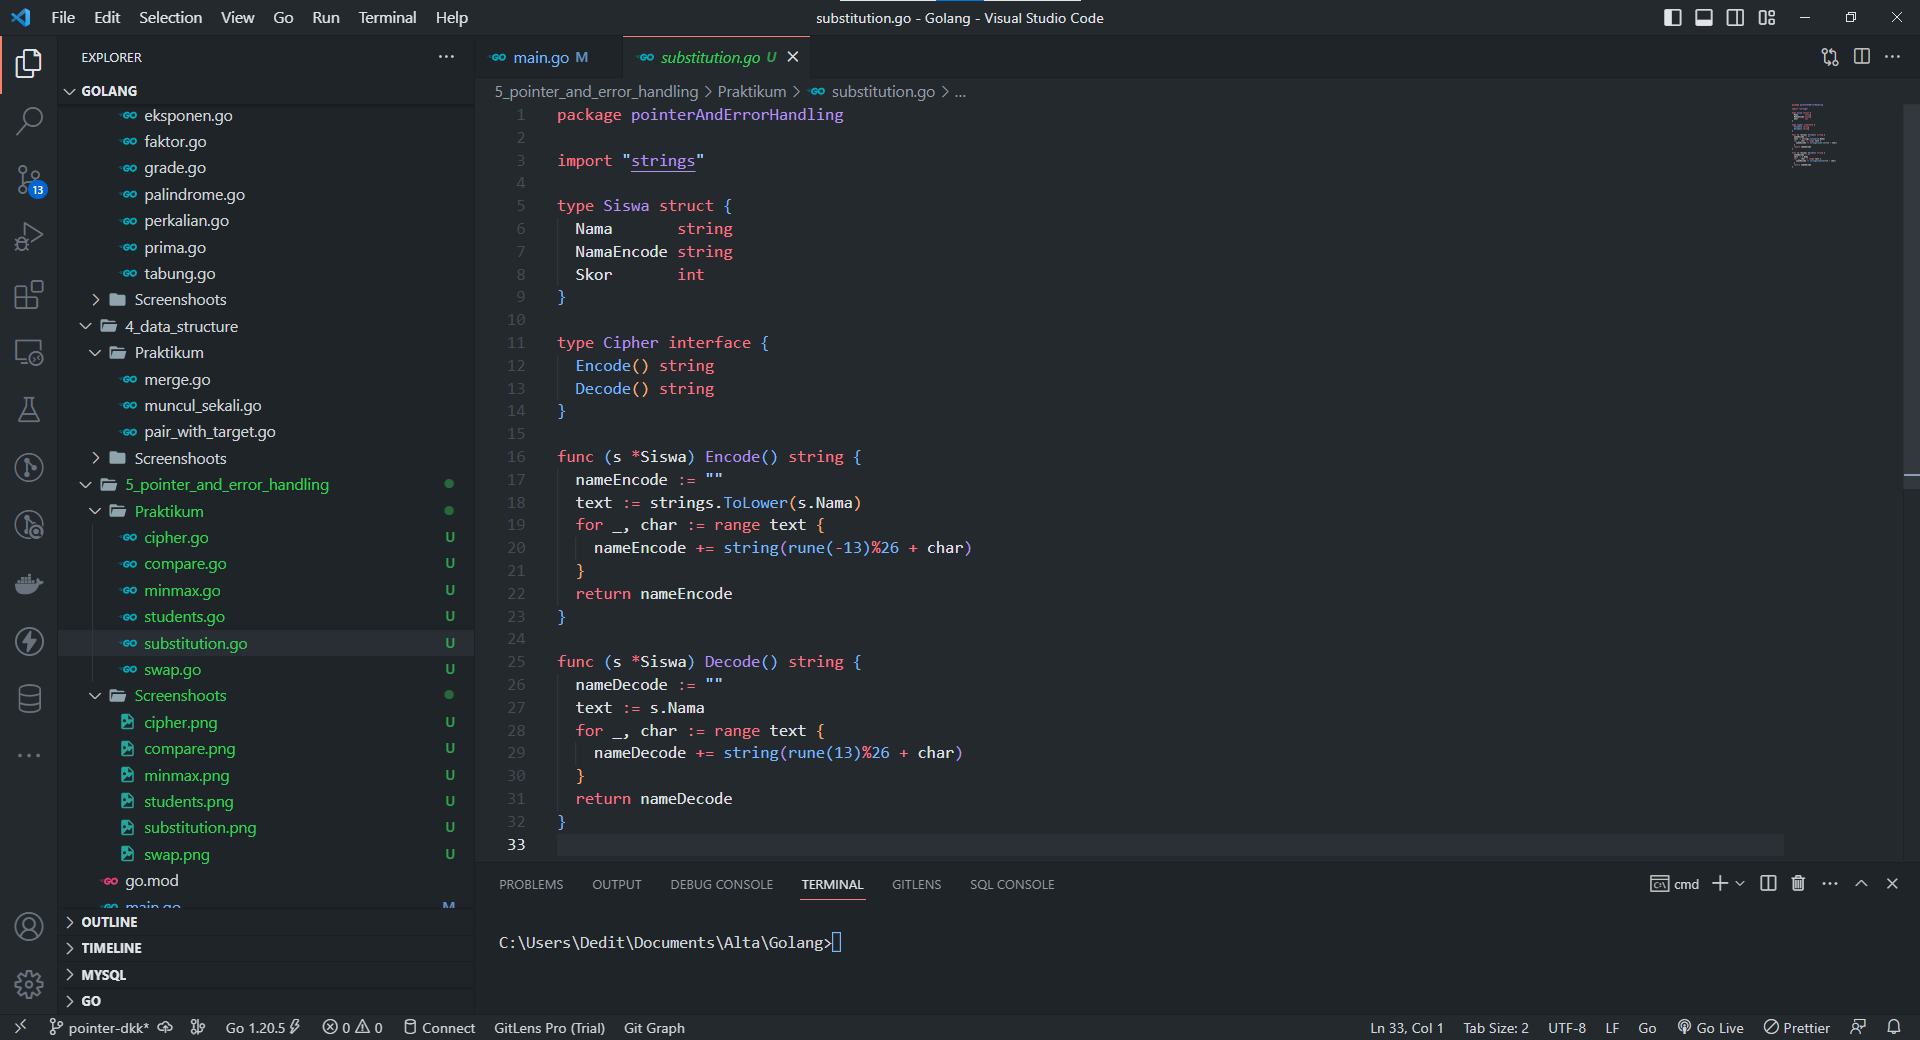 File Edit Selection View Go Run Terminal Help
substitution.go - Golang - Visual Studio Code
EXPLORER
GOLANG
eksponen.go
faktor.go
grade.go
palindrome.go
perkalian.go
prima.go
tabung.go
Screenshoots
4_data_structure
Praktikum
merge.go
muncul_sekali.go
pair_with_target.go
Screenshoots
5_pointer_and_error_handling
Praktikum
cipher.go U
compare.go U
minmax.go U
students.go U
substitution.go U
swap.go U
Screenshoots
cipher.png U
compare.png U
minmax.png U
students.png U
substitution.png U
swap.png U
go.mod
main.go M
OUTLINE
TIMELINE
MYSQL
GO
13
main.go M
substitution.go U
5_pointer_and_error_handling > Praktikum > substitution.go > ...
1 package pointerAndErrorHandling
2
3 import "strings"
4
5 type Siswa struct {
6 Nama string
7 NamaEncode string
8 Skor int
9 }
10
11 type Cipher interface {
12 Encode() string
13 Decode() string
14 }
15
16 func (s *Siswa) Encode() string {
17 nameEncode := ""
18 text := strings.ToLower(s.Nama)
19 for _, char := range text {
20 nameEncode += string(rune(-13)%26 + char)
21 }
22 return nameEncode
23 }
24
25 func (s *Siswa) Decode() string {
26 nameDecode := ""
27 text := s.Nama
28 for _, char := range text {
29 nameDecode += string(rune(13)%26 + char)
30 }
31 return nameDecode
32 }
33
PROBLEMS OUTPUT DEBUG CONSOLE TERMINAL GITLENS SQL CONSOLE
cmd
C:\Users\Dedit\Documents\Alta\Golang>
pointer-dkk* Go 1.20.5 0 0 Connect GitLens Pro (Trial) Git Graph
Ln 33, Col 1 Tab Size: 2 UTF-8 LF Go Go Live Prettier